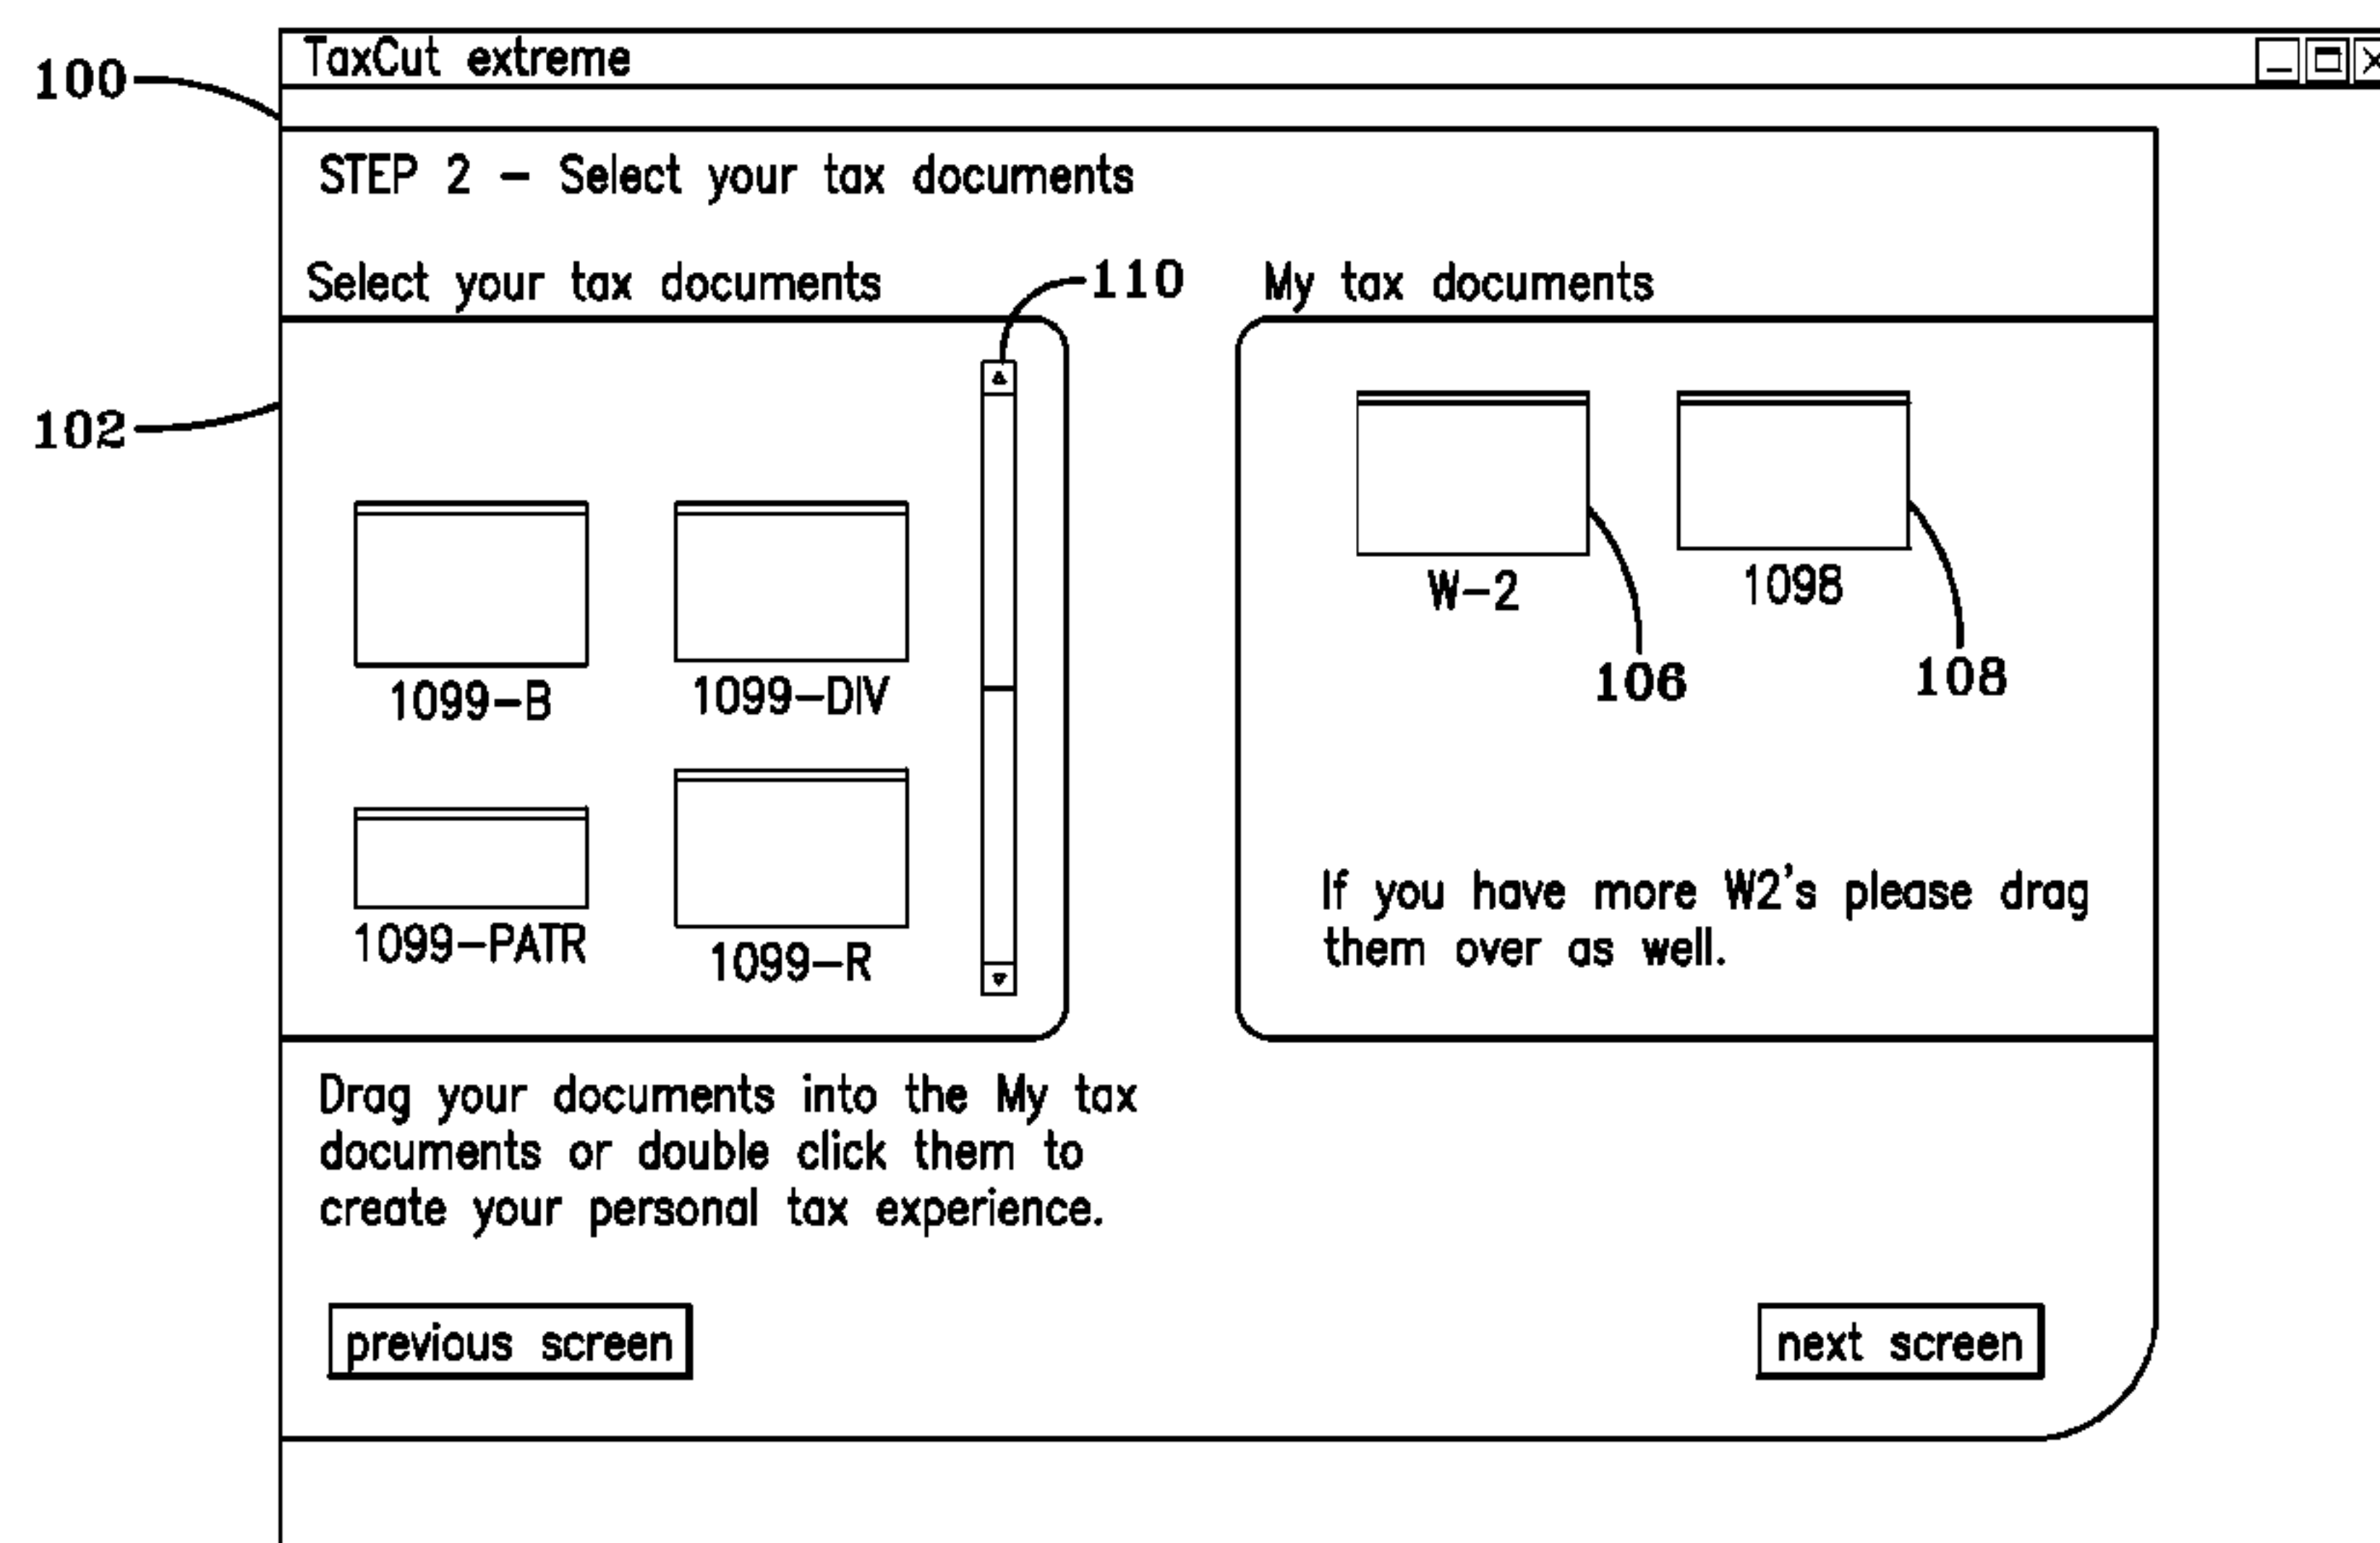 TaxCut extreme
100
STEP 2 - Select your tax documents
Select your tax documents
110
My tax documents
102
W-2
1098
106
108
1099-B
1099-DIV
1099-PATR
1099-R
If you have more W2's please drag
them over as well.
Drag your documents into the My tax
documents or double click them to
create your personal tax experience.
previous screen
next screen